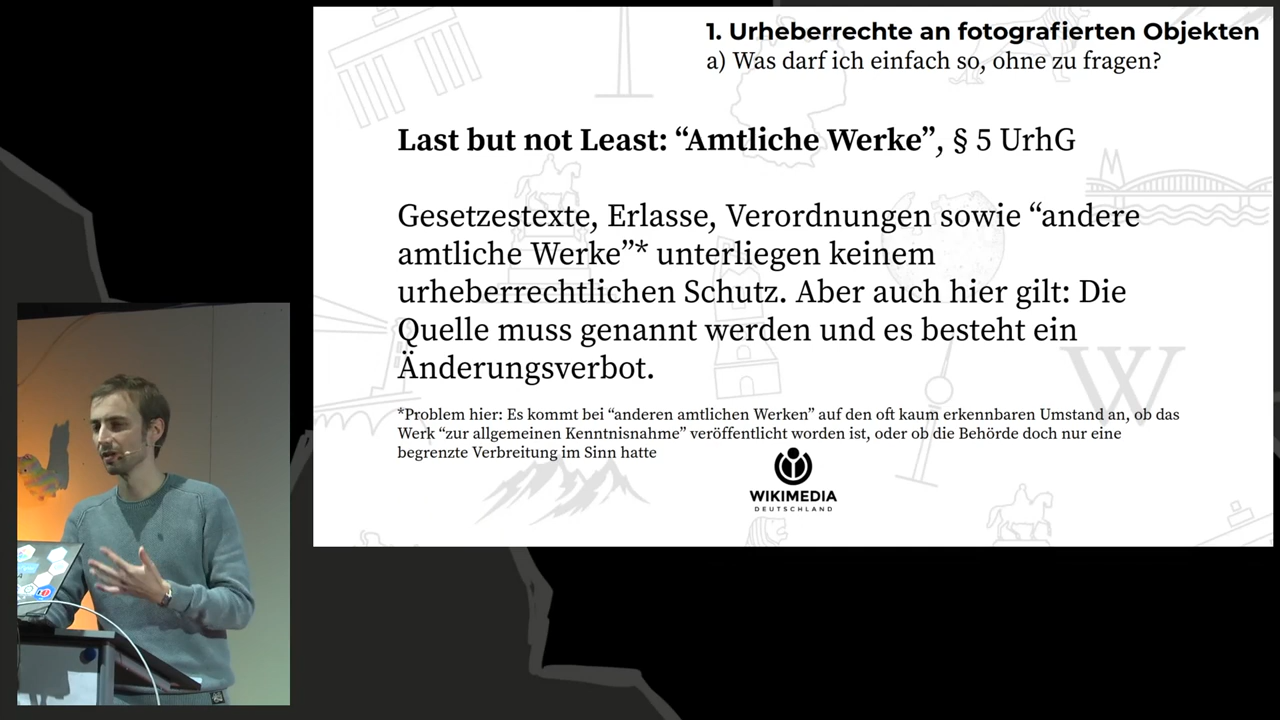 1. Urheberrechte an fotografierten Objekten
a) Was darf ich einfach so, ohne zu fragen?
Last but not Least: “Amtliche Werke”, § 5 UrhG
Gesetzestexte, Erlasse, Verordnungen sowie “andere
amtliche Werke”* unterliegen keinem
urheberrechtlichen Schutz. Aber auch hier gilt: Die
Quelle muss genannt werden und es besteht ein
Änderungsverbot.
*Problem hier: Es kommt bei “anderen amtlichen Werken” auf den oft kaum erkennbaren Umstand an, ob das
Werk “zur allgemeinen Kenntnisnahme” veröffentlicht worden ist, oder ob die Behörde doch nur eine
begrenzte Verbreitung im Sinn hatte
W
WIKIMEDIA
DEUTSCHLAND